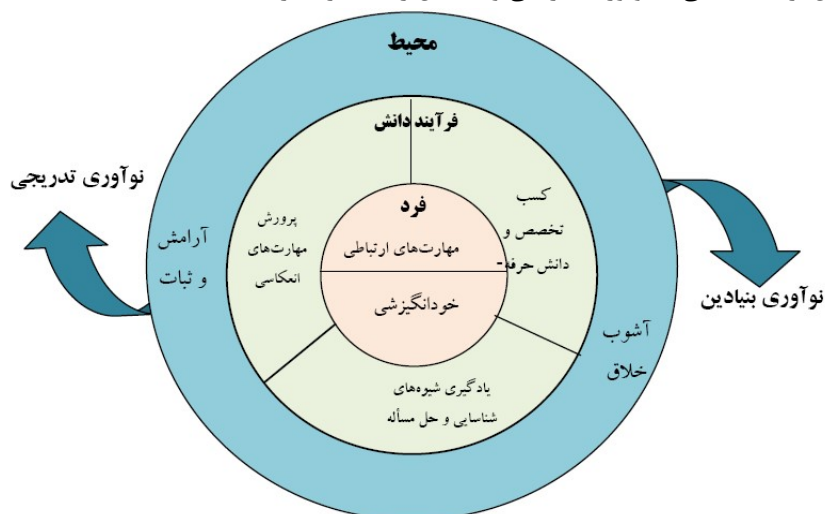 محیط
فرآیند دانش
کسب
تخصص و
دانش حرفه-
پرورش
مهارت‌های
انعکاسی
فرد
مهارت‌های ارتباطی
خودانگیزشی
یادگیری شیوه‌های
شناسایی و حل مسأله
آشوب
خلاق
آرامش
و ثبات
نوآوری بنیادین
نوآوری تدریجی